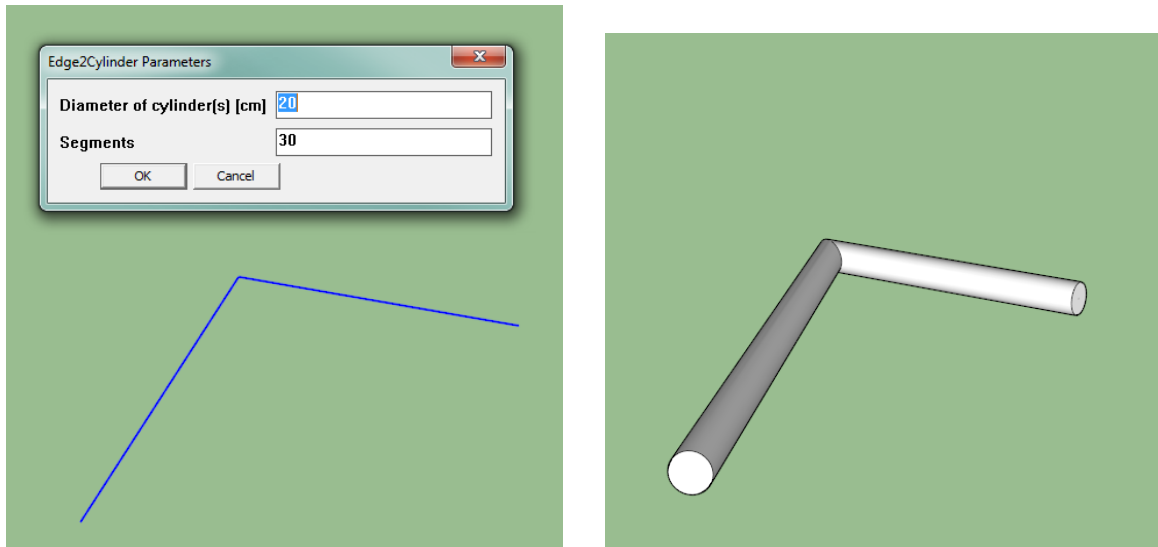 Edge2Cylinder Parameters
Diameter of cylinder(s) [cm] 20
Segments 30
OK Cancel